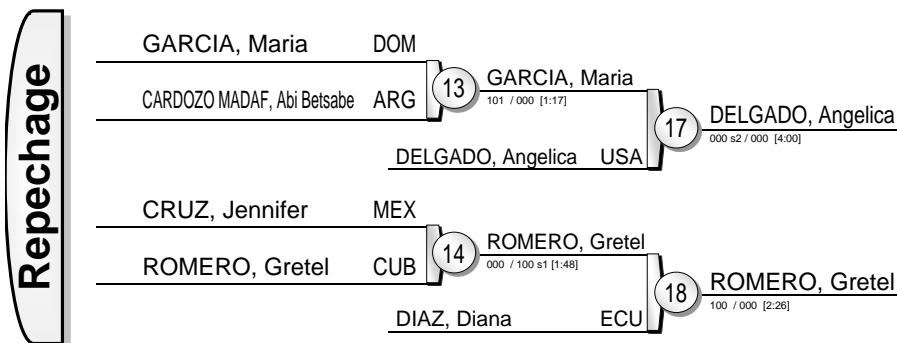 Repechage
GARCIA, Maria DOM
CARDOZO MADAF, Abi Betsabe ARG
13
GARCIA, Maria
101 / 000 [1:17]
DELGADO, Angelica USA
17
DELGADO, Angelica
000 s2 / 000 [4:00]
CRUZ, Jennifer MEX
ROMERO, Gretel CUB
14
ROMERO, Gretel
000 / 100 s1 [1:48]
DIAZ, Diana ECU
18
ROMERO, Gretel
100 / 000 [2:26]